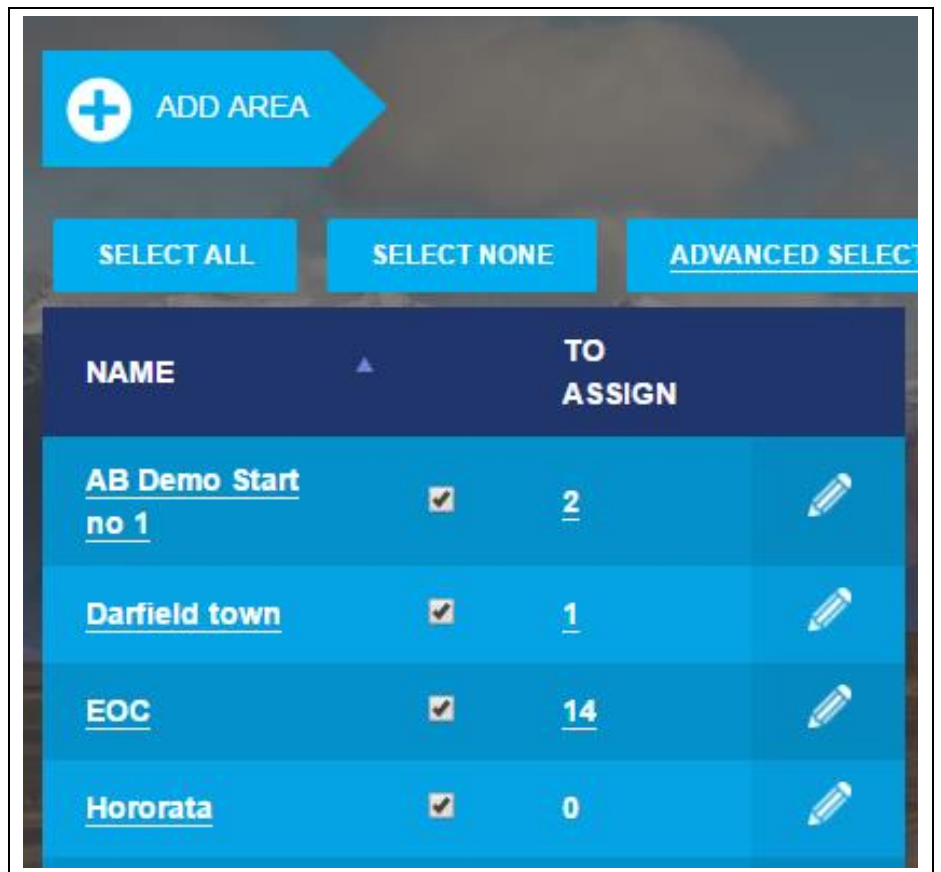 ADD AREA
SELECT ALL SELECT NONE ADVANCED SELECT
NAME TO
ASSIGN
AB Demo Start
no 1 2
Darfield town 1
EOC 14
Hororata 0